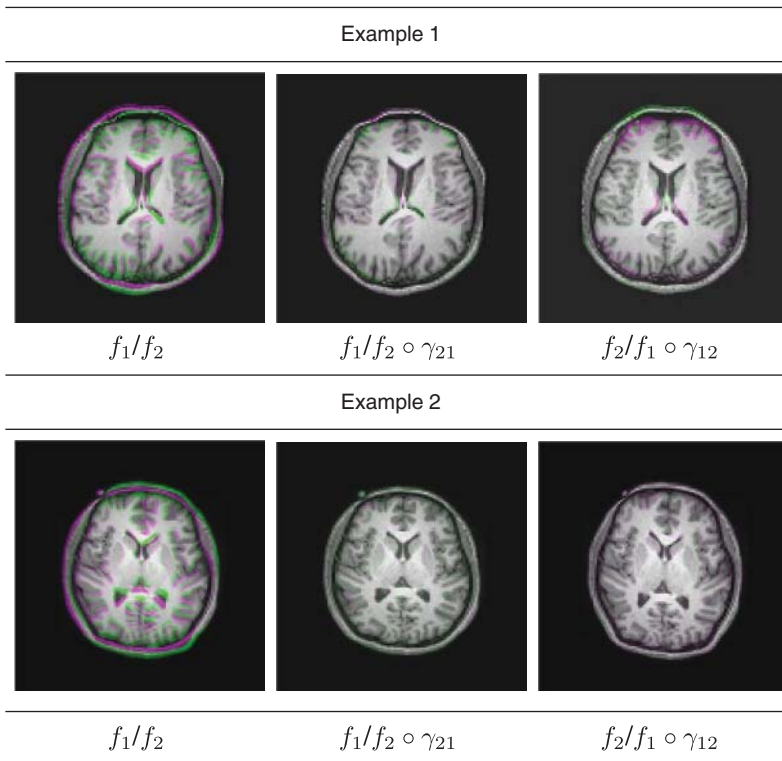 Example 1
f₁/f₂ f₁/f₂ ∘ γ₂₁ f₂/f₁ ∘ γ₁₂
Example 2
f₁/f₂ f₁/f₂ ∘ γ₂₁ f₂/f₁ ∘ γ₁₂